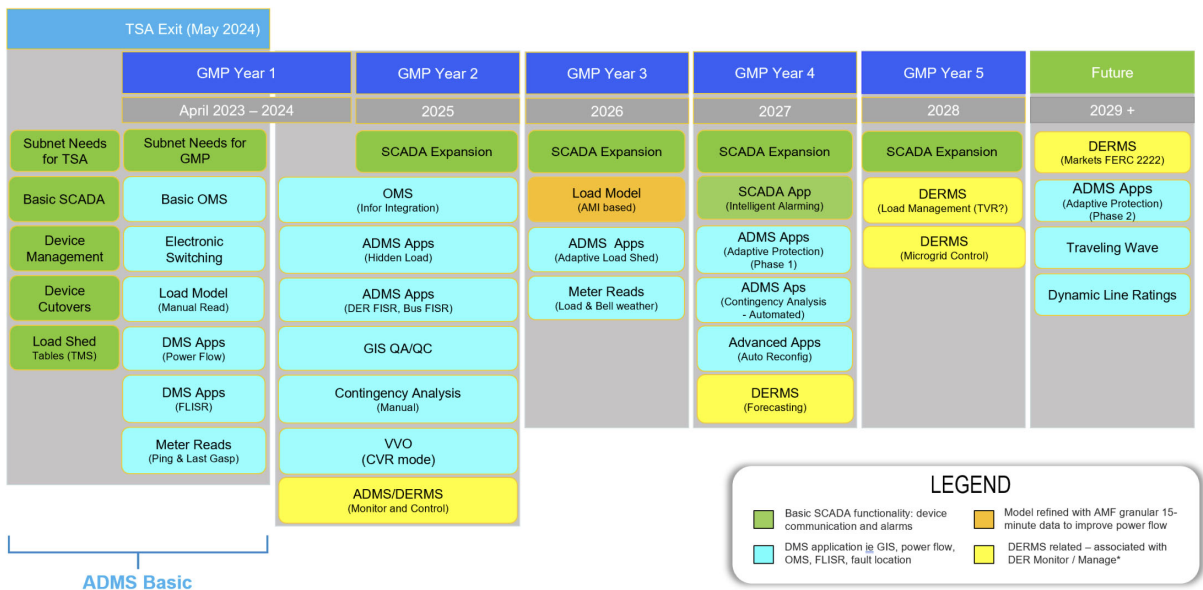 TSA Exit (May 2024)
GMP Year 1
GMP Year 2
GMP Year 3
GMP Year 4
GMP Year 5
Future
April 2023 – 2024
2025
2026
2027
2028
2029 +
Subnet Needs
for TSA
Basic SCADA
Device
Management
Device
Cutovers
Load Shed
Tables (TMS)
Subnet Needs for
GMP
Basic OMS
Electronic
Switching
Load Model
(Manual Read)
DMS Apps
(Power Flow)
DMS Apps
(FLISR)
Meter Reads
(Ping & Last Gasp)
SCADA Expansion
OMS
(Infor Integration)
ADMS Apps
(Hidden Load)
ADMS Apps
(DER FISR, Bus FISR)
GIS QA/QC
Contingency Analysis
(Manual)
VVO
(CVR mode)
ADMS/DERMS
(Monitor and Control)
SCADA Expansion
Load Model
(AMI based)
ADMS Apps
(Adaptive Load Shed)
Meter Reads
(Load & Bell weather)
SCADA Expansion
SCADA App
(Intelligent Alarming)
ADMS Apps
(Adaptive Protection)
(Phase 1)
ADMS Aps
(Contingency Analysis
- Automated)
Advanced Apps
(Auto Reconfig)
DERMS
(Forecasting)
SCADA Expansion
DERMS
(Load Management (TVR?)
DERMS
(Microgrid Control)
DERMS
(Markets FERC 2222)
ADMS Apps
(Adaptive Protection)
(Phase 2)
Traveling Wave
Dynamic Line Ratings
ADMS Basic
LEGEND
Basic SCADA functionality: device
communication and alarms
DMS application ie GIS, power flow,
OMS, FLISR, fault location
Model refined with AMF granular 15-
minute data to improve power flow
DERMS related – associated with
DER Monitor / Manage*